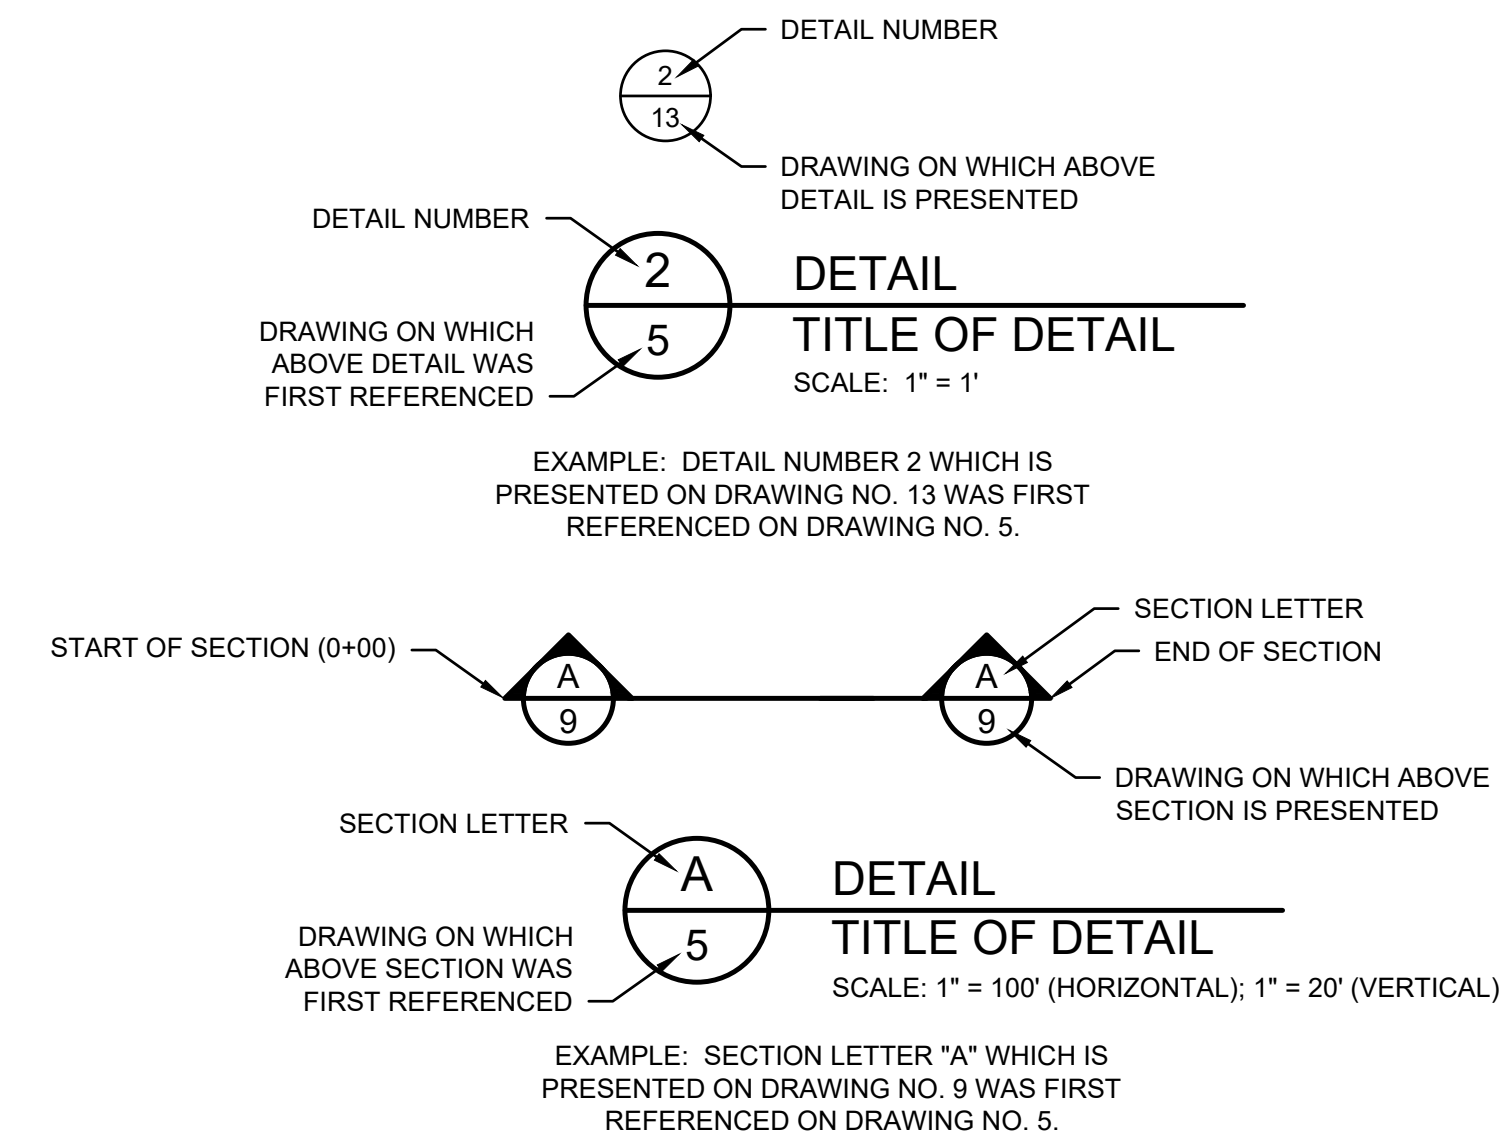 DETAIL NUMBER
2
13
DRAWING ON WHICH ABOVE
DETAIL IS PRESENTED
DETAIL NUMBER
2
5
DRAWING ON WHICH
ABOVE DETAIL WAS
FIRST REFERENCED
DETAIL
TITLE OF DETAIL
SCALE: 1" = 1'
EXAMPLE: DETAIL NUMBER 2 WHICH IS
PRESENTED ON DRAWING NO. 13 WAS FIRST
REFERENCED ON DRAWING NO. 5.
SECTION LETTER
START OF SECTION (0+00)
END OF SECTION
A
9
A
9
DRAWING ON WHICH ABOVE
SECTION IS PRESENTED
SECTION LETTER
A
5
DRAWING ON WHICH
ABOVE SECTION WAS
FIRST REFERENCED
DETAIL
TITLE OF DETAIL
SCALE: 1" = 100' (HORIZONTAL); 1" = 20' (VERTICAL)
EXAMPLE: SECTION LETTER "A" WHICH IS
PRESENTED ON DRAWING NO. 9 WAS FIRST
REFERENCED ON DRAWING NO. 5.